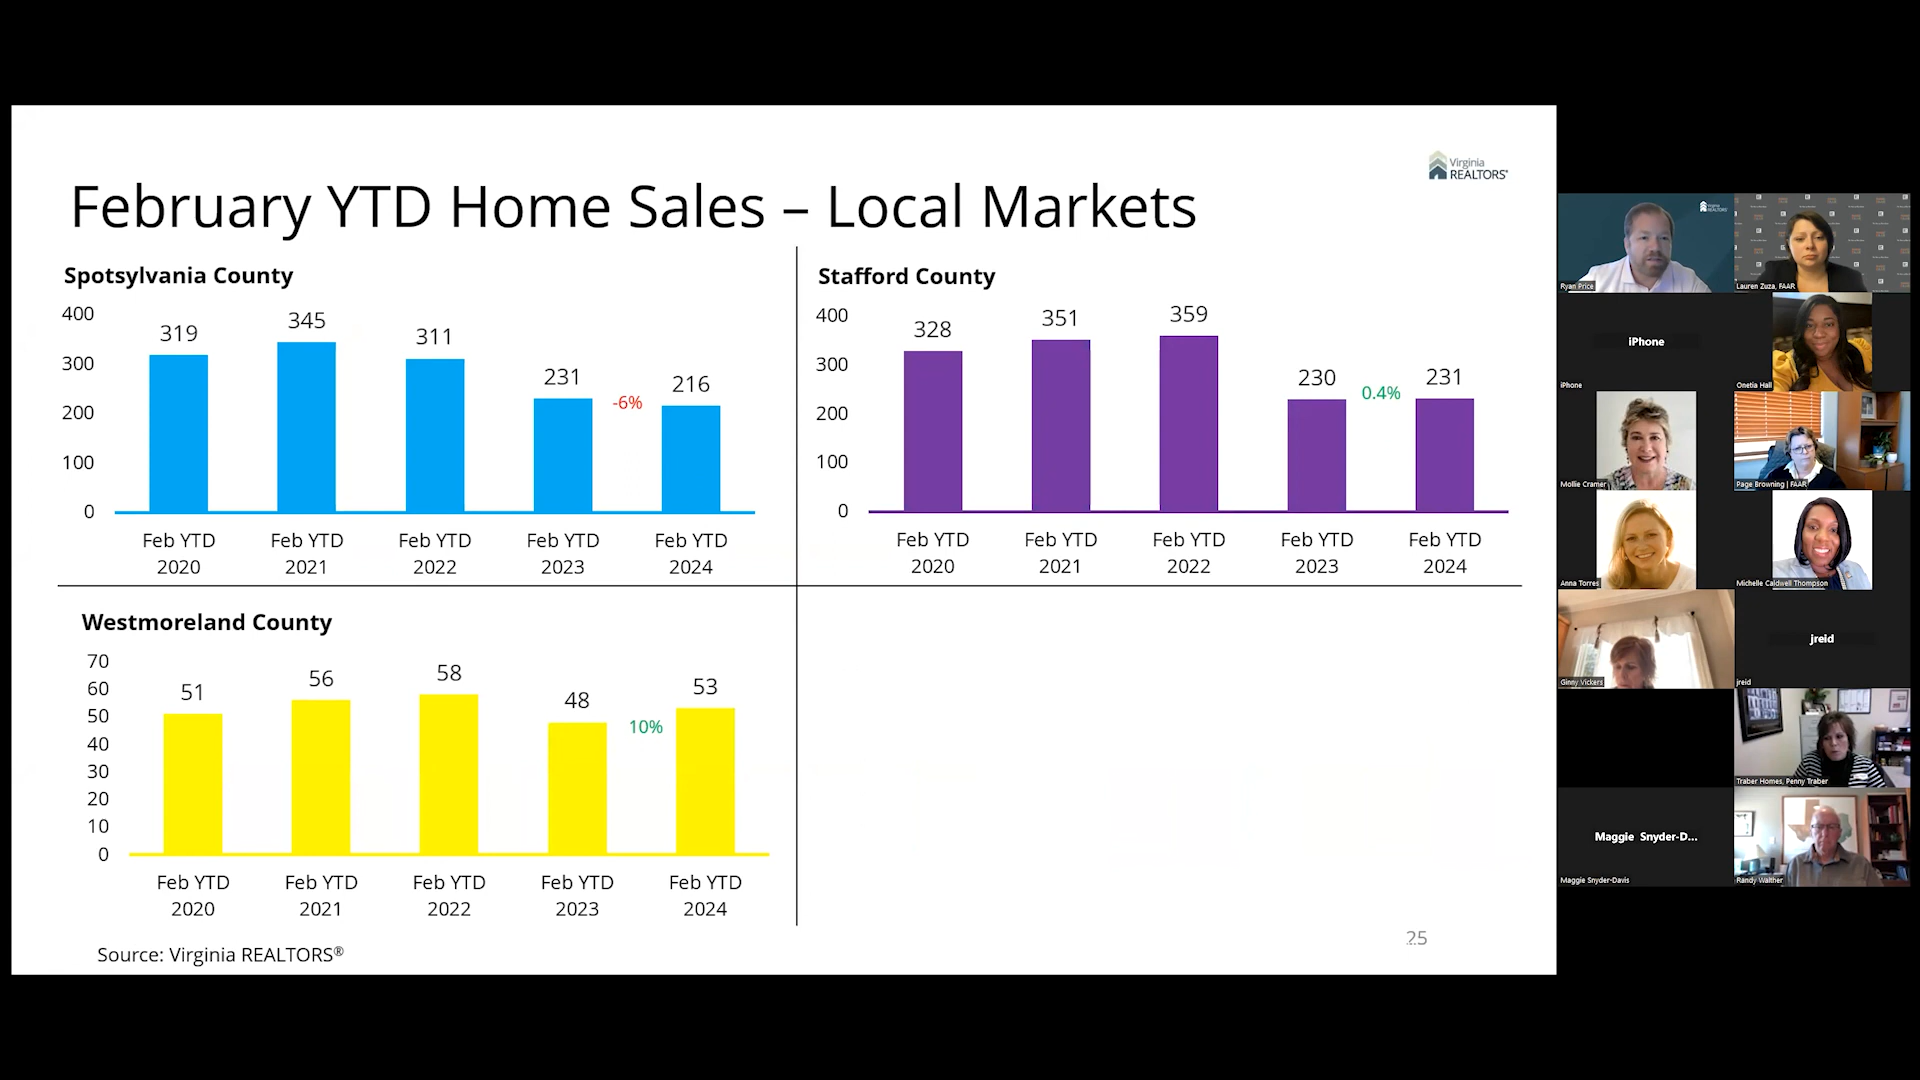 Virginia
REALTORS®
February YTD Home Sales – Local Markets
Spotsylvania County
400
300
200
100
0
319
345
311
231
-6%
216
Feb YTD 2020
Feb YTD 2021
Feb YTD 2022
Feb YTD 2023
Feb YTD 2024
Stafford County
400
300
200
100
0
328
351
359
230
0.4%
231
Feb YTD 2020
Feb YTD 2021
Feb YTD 2022
Feb YTD 2023
Feb YTD 2024
Westmoreland County
70
60
50
40
30
20
10
0
51
56
58
48
10%
53
Feb YTD 2020
Feb YTD 2021
Feb YTD 2022
Feb YTD 2023
Feb YTD 2024
Source: Virginia REALTORS®
25
Virginia
REALTORS
Ryan Price
Lauren Zuza, FAAR
iPhone
iPhone
Onetia Hall
Mollie Cramer
Page Browning | FAAR
Anna Torres
Michelle Caldwell Thompson
Ginny Vickers
jreid
jreid
Traber Homes, Penny Traber
Maggie Snyder-D...
Maggie Snyder-Davis
Randy Walther